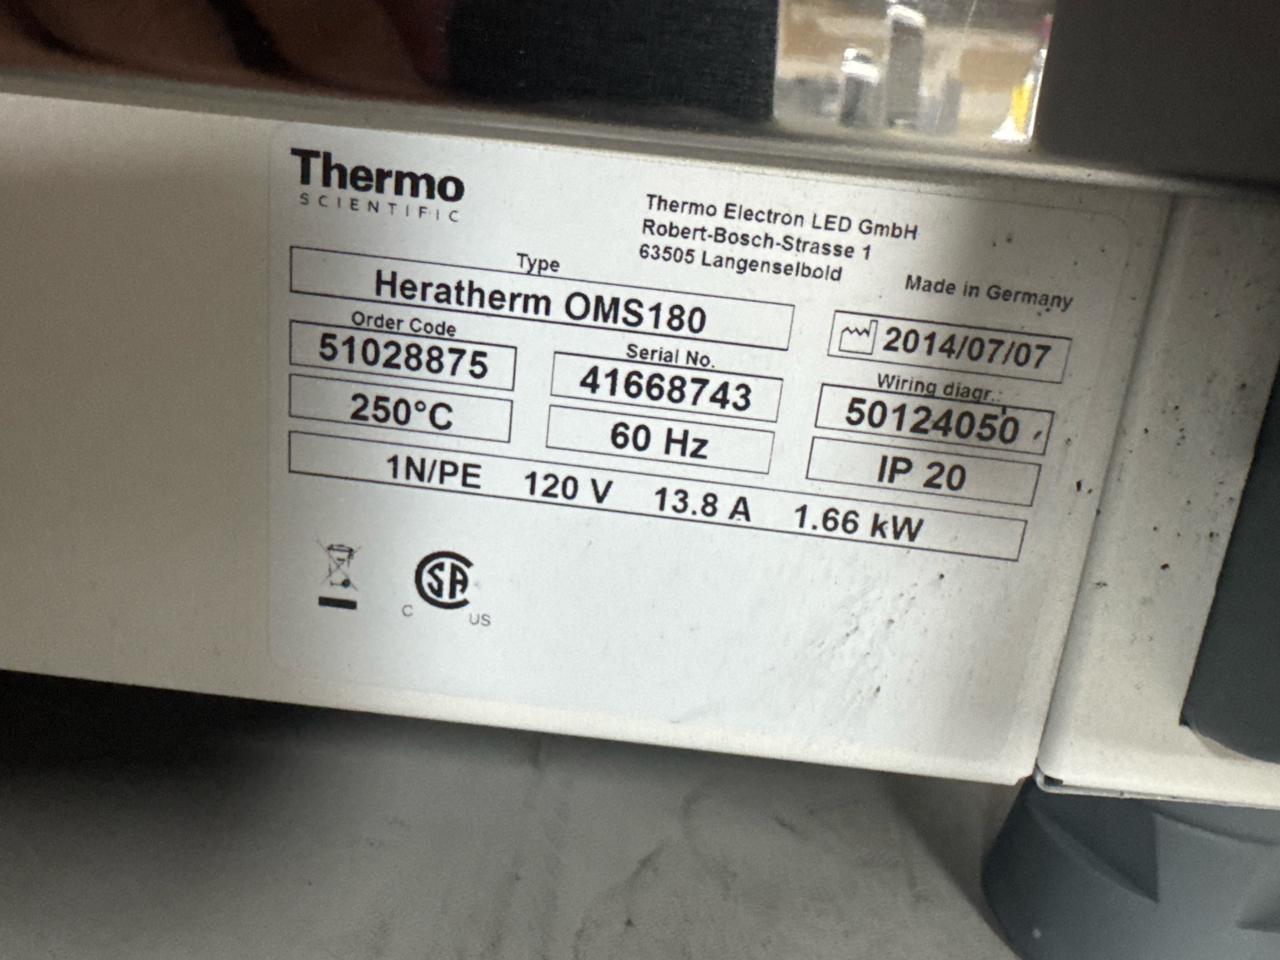 Thermo
SCIENTIFIC
Thermo Electron LED GmbH
Robert-Bosch-Strasse 1
63505 Langenselbold
Made in Germany
Type
Heratherm OMS180
2014/07/07
Order Code
51028875
Serial No.
41668743
Wiring diagr.:
50124050
250°C
60 Hz
IP 20
1N/PE 120 V 13.8 A 1.66 kW
SA
C US